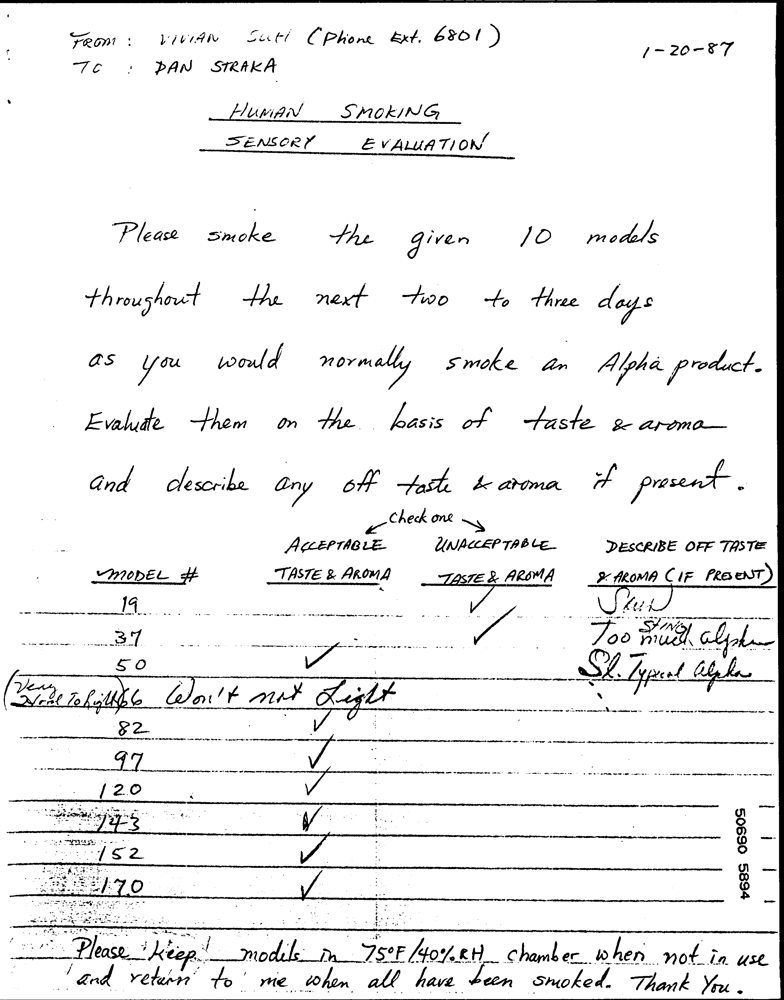 FROM : VIVIAN (Phone Ext. 6801)
1-20-87
TO : DAN STRAKA
HUMAN SMOKING
SENSORY EVALUATION
Please smoke the given 10 models
throughout the next two to three days
as you would normally smoke an Alpha product.
Evaluate them on the basis of taste & aroma
and describe any off taste & aroma if present.
Check one
ACCEPTABLE UNACCEPTABLE DESCRIBE OFF TASTE
MODEL # TASTE & AROMA TASTE & AROMA & AROMA (IF PRESENT)
19 ✓
37 ✓ Too much STING alpha
50 ✓ Sl. Typical alpha
(Very Hard To Light) 66 Won't not Light
82 ✓
97 ✓
120 ✓
143 ✓
152 ✓
170 ✓
50690 5894
Please keep models in 75°F/40% RH chamber when not in use
and return to me when all have been smoked. Thank You.